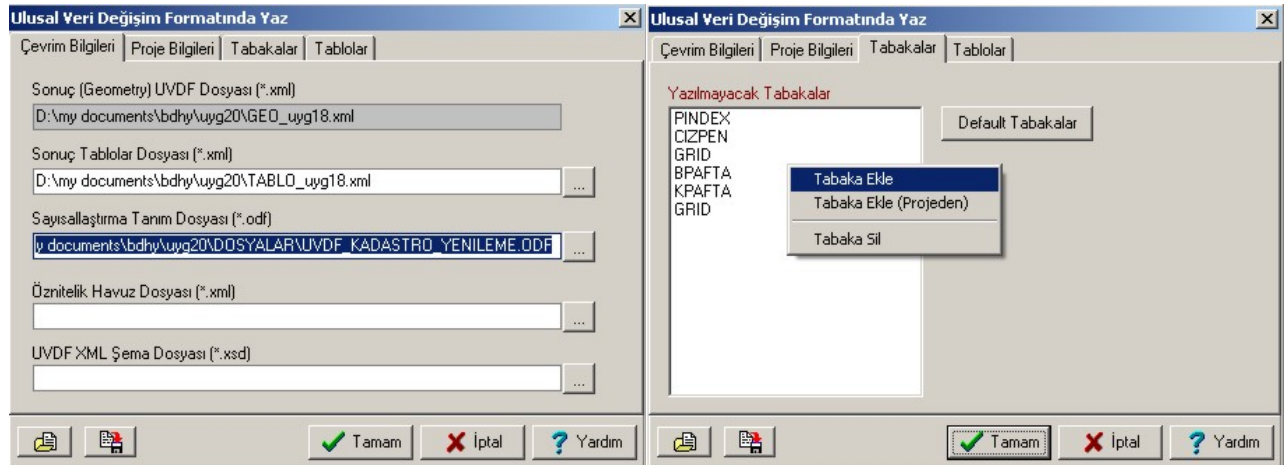 Ulusal Veri Değişim Formatında Yaz
Çevrim Bilgileri Proje Bilgileri Tabakalar Tablolar
Sonuç (Geometry) UVDF Dosyası (*.xml)
D:\my documents\bdhy\uyg20\GEO_uyg18.xml
Sonuç Tablolar Dosyası (*.xml)
D:\my documents\bdhy\uyg20\TABLO_uyg18.xml
...
Sayısallaştırma Tanım Dosyası (*.odf)
y documents\bdhy\uyg20\DOSYALAR\UVDF_KADASTRO_YENILEME.ODF
...
Öznitelik Havuz Dosyası (*.xml)
...
UVDF XML Şema Dosyası (*.xsd)
...
Tamam İptal Yardım
Ulusal Veri Değişim Formatında Yaz
Çevrim Bilgileri Proje Bilgileri Tabakalar Tablolar
Yazılmayacak Tabakalar
PINDEX
CIZPEN
GRID
BPAFTA
KPAFTA
GRID
Default Tabakalar
Tabaka Ekle
Tabaka Ekle (Projeden)
Tabaka Sil
Tamam İptal Yardım